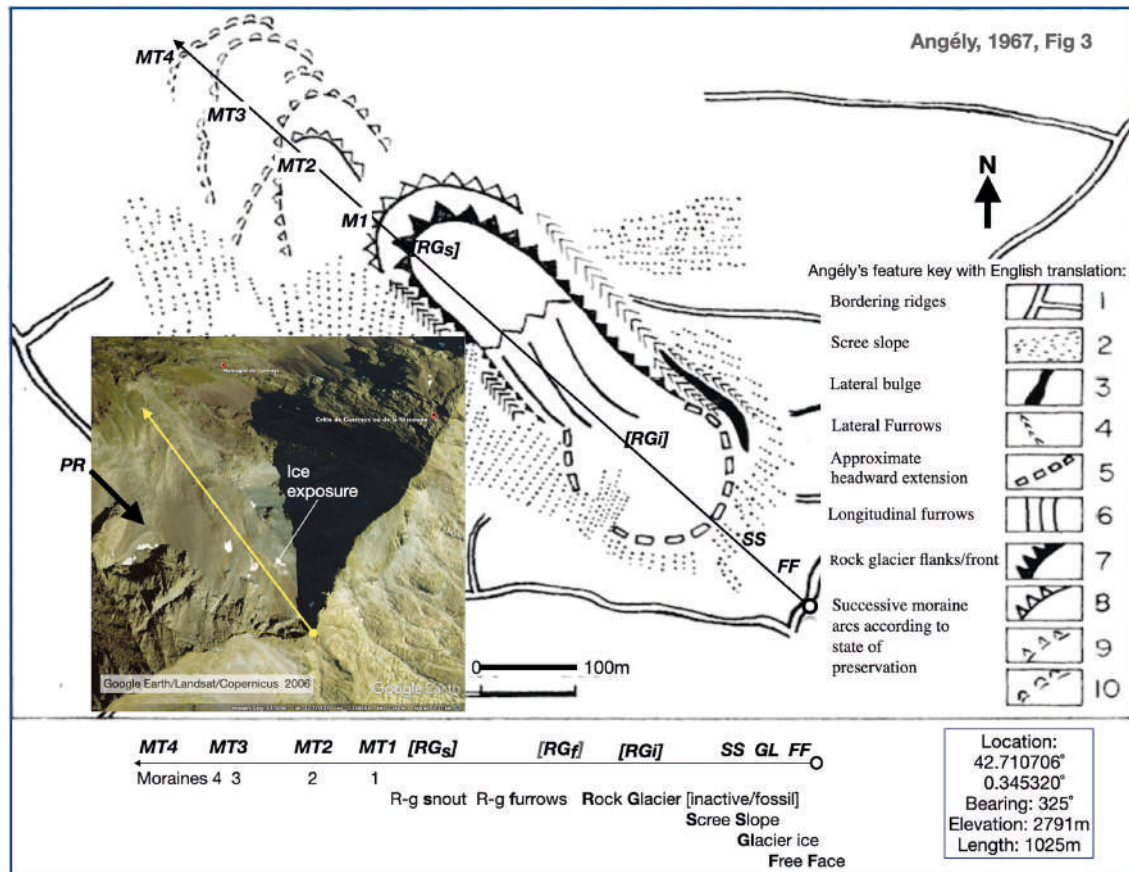 Angély, 1967, Fig 3
MT4
MT3
MT2
M1
[RGs]
N
Angély's feature key with English translation:
Bordering ridges
1
Scree slope
2
Lateral bulge
3
Lateral Furrows
4
Approximate
headward extension
5
Longitudinal furrows
6
Rock glacier flanks/front
7
Successive moraine
arcs according to
state of
preservation
8
9
10
[RGi]
SS
FF
PR
Ice
exposure
Google Earth/Landsat/Copernicus 2006
Google Earth
0
100m
MT4 MT3 MT2 MT1 [RGs] [RGf] [RGi] SS GL FF
Moraines 4 3 2 1
R-g snout R-g furrows Rock Glacier [inactive/fossil]
Scree Slope
Glacier ice
Free Face
Location:
42.710706°
0.345320°
Bearing: 325°
Elevation: 2791m
Length: 1025m